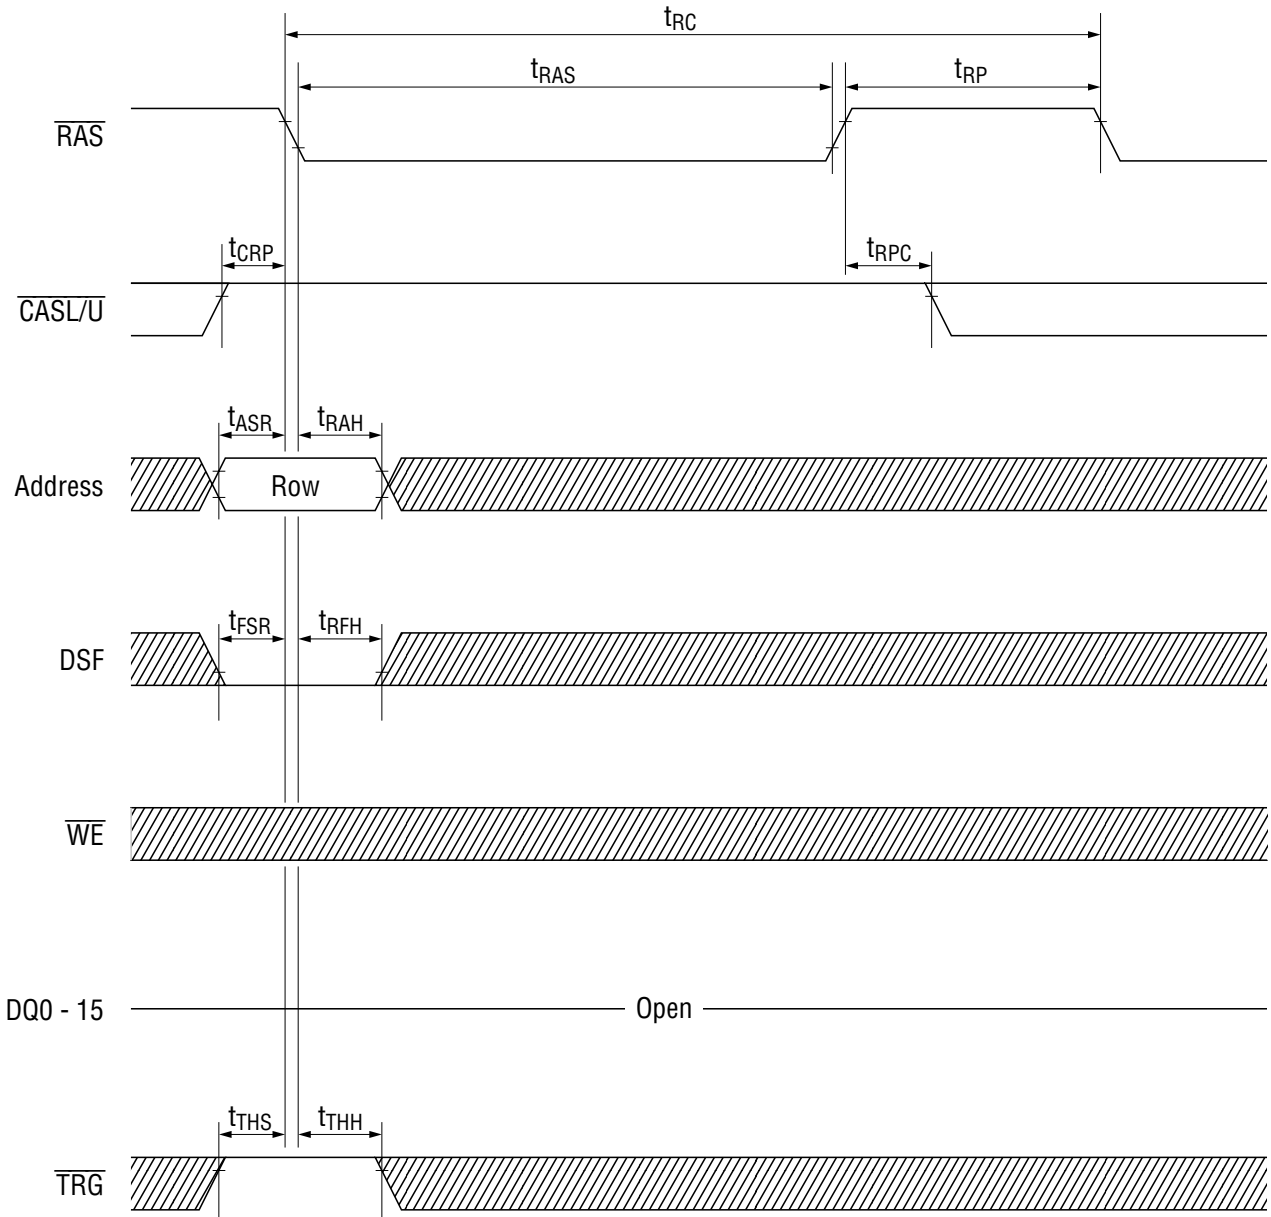 tRC
tRAS tRP
RAS
tCRP tRPC
CASL/U
tASR tRAH
Address Row
tFSR tRFH
DSF
WE
DQ0 - 15 Open
tTHS tTHH
TRG